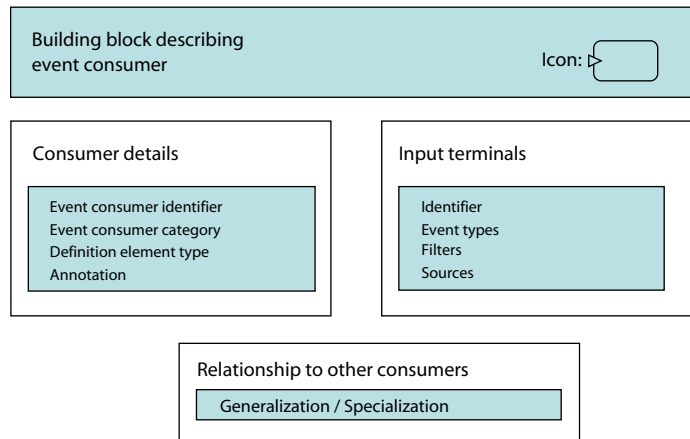 Building block describing
event consumer
Icon:
Consumer details
Event consumer identifier
Event consumer category
Definition element type
Annotation
Input terminals
Identifier
Event types
Filters
Sources
Relationship to other consumers
Generalization / Specialization